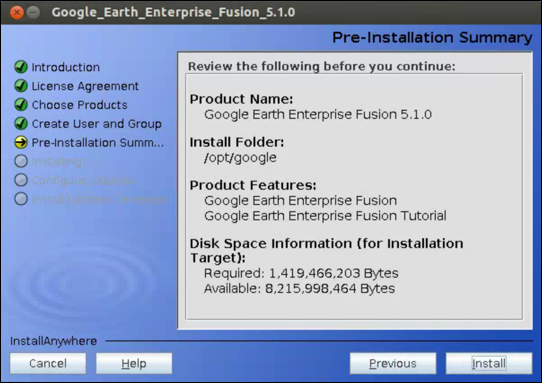 Google_Earth_Enterprise_Fusion_5.1.0
Pre-Installation Summary
Introduction
License Agreement
Choose Products
Create User and Group
Pre-Installation Summ...
Installing...
Review the following before you continue:
Product Name:
Google Earth Enterprise Fusion 5.1.0
Install Folder:
/opt/google
Product Features:
Google Earth Enterprise Fusion
Google Earth Enterprise Fusion Tutorial
Disk Space Information (for Installation
Target):
Required: 1,419,466,203 Bytes
Available: 8,215,998,464 Bytes
InstallAnywhere
Cancel
Help
Previous
Install